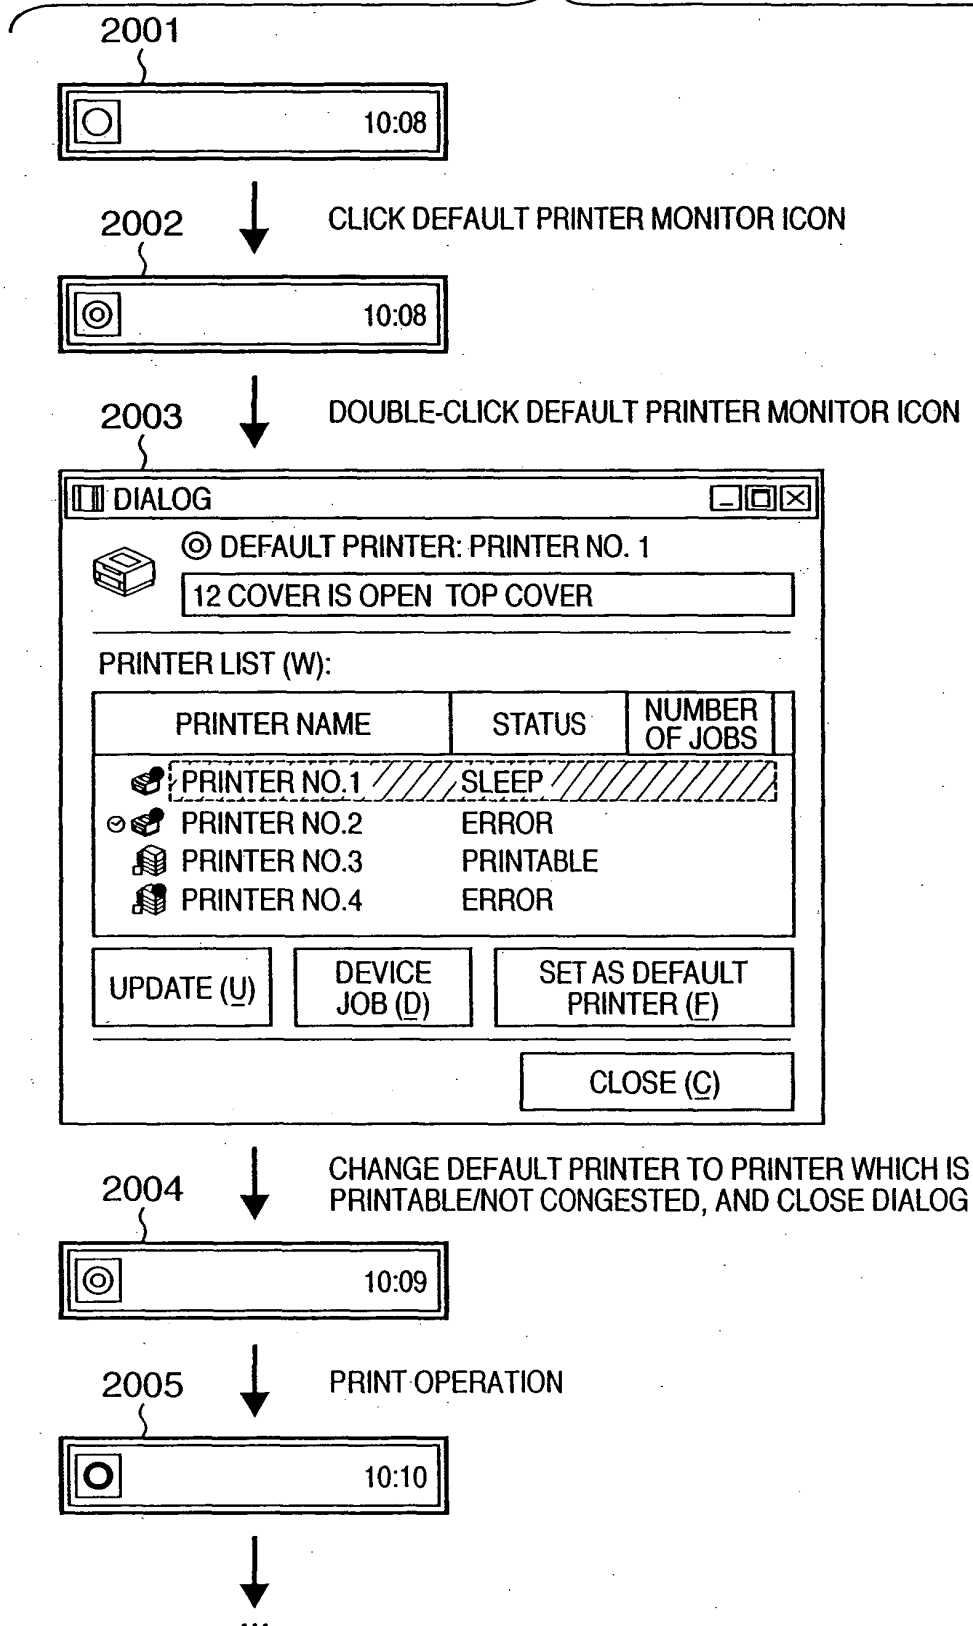 2001
10:08
CLICK DEFAULT PRINTER MONITOR ICON
2002
10:08
DOUBLE-CLICK DEFAULT PRINTER MONITOR ICON
2003
DIALOG
DEFAULT PRINTER: PRINTER NO. 1
12 COVER IS OPEN TOP COVER
PRINTER LIST (W):
PRINTER NAME STATUS NUMBER OF JOBS
PRINTER NO.1 SLEEP
PRINTER NO.2 ERROR
PRINTER NO.3 PRINTABLE
PRINTER NO.4 ERROR
UPDATE (U)
DEVICE
JOB (D)
SET AS DEFAULT
PRINTER (F)
CLOSE (C)
CHANGE DEFAULT PRINTER TO PRINTER WHICH IS
PRINTABLE/NOT CONGESTED, AND CLOSE DIALOG
2004
10:09
2005
PRINT OPERATION
10:10
...